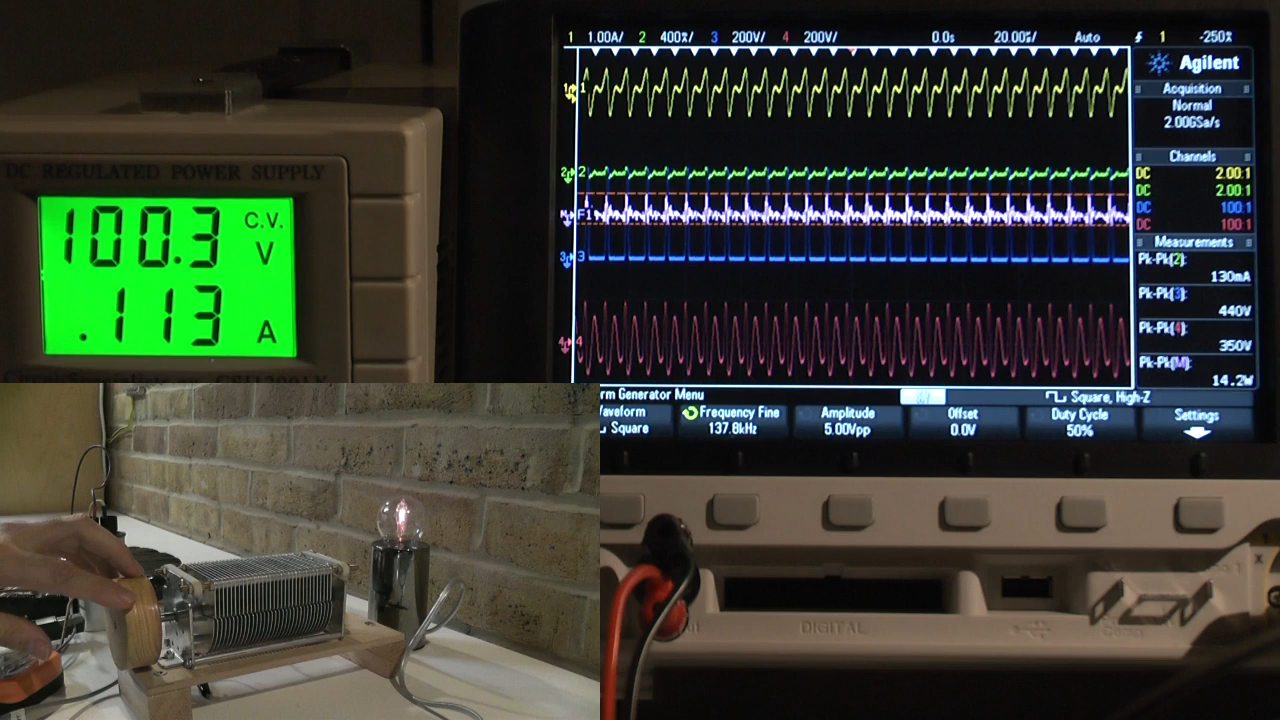 DC REGULATED POWER SUPPLY
100.3 C.V. V
.113 A
1 1.00A/ 2 400%/ 3 200V/ 4 200V/ 0.0s 20.00%/ Auto 1 -250%
Agilent
Acquisition
Normal
2.00GSa/s
Channels
DC 2.00:1
DC 2.00:1
DC 100:1
DC 100:1
Measurements
Pk-Pk(2):
130mA
Pk-Pk(3):
440V
Pk-Pk(4):
350V
Pk-Pk(M):
14.2W
rm Generator Menu
Square, High-Z
Waveform
Square
Frequency Fine
137.8kHz
Amplitude
5.00Vpp
Offset
0.0V
Duty Cycle
50%
Settings
DIGITAL